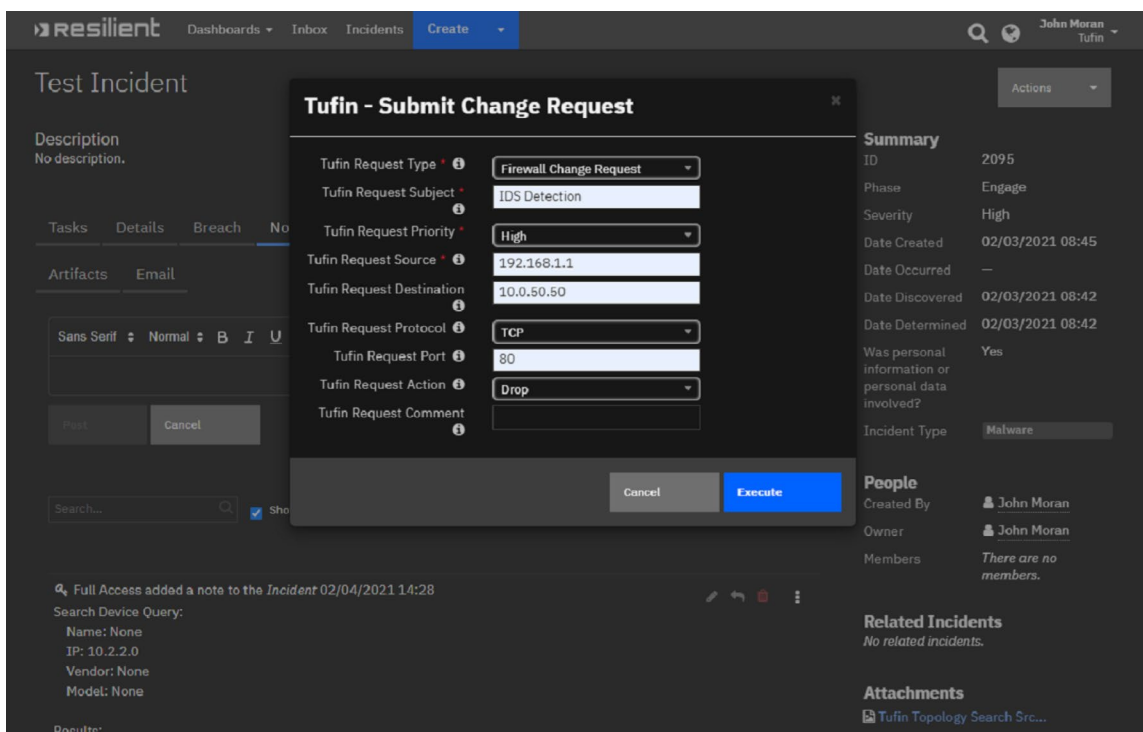 Resilient Dashboards Inbox Incidents Create John Moran
Tufin
Test Incident
Actions
Description
No description.
Tasks Details Breach No
Artifacts Email
Sans Serif Normal B I U
Post Cancel
Search... Sho
Tufin - Submit Change Request
Tufin Request Type * Firewall Change Request
Tufin Request Subject * IDS Detection
Tufin Request Priority * High
Tufin Request Source * 192.168.1.1
Tufin Request Destination 10.0.50.50
Tufin Request Protocol TCP
Tufin Request Port 80
Tufin Request Action Drop
Tufin Request Comment
Cancel Execute
Full Access added a note to the Incident 02/04/2021 14:28
Search Device Query:
Name: None
IP: 10.2.2.0
Vendor: None
Model: None
Results:
Summary
ID 2095
Phase Engage
Severity High
Date Created 02/03/2021 08:45
Date Occurred —
Date Discovered 02/03/2021 08:42
Date Determined 02/03/2021 08:42
Was personal Yes
information or
personal data
involved?
Incident Type Malware
People
Created By John Moran
Owner John Moran
Members There are no
members.
Related Incidents
No related incidents.
Attachments
Tufin Topology Search Src...